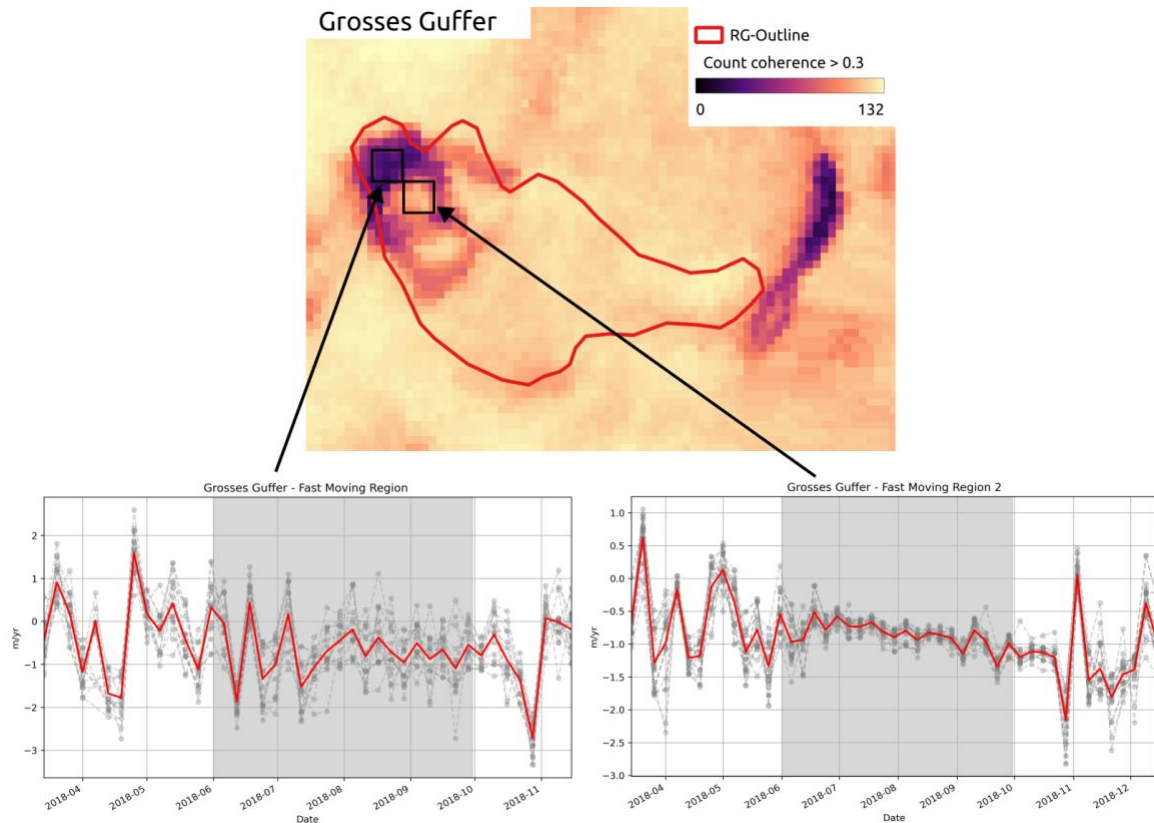 Grosses Guffer
RG-Outline
Count coherence > 0.3
0 132
Grosses Guffer - Fast Moving Region
2
1
0
−1
−2
−3
m/yr
2018-04 2018-05 2018-06 2018-07 2018-08 2018-09 2018-10 2018-11
Date
Grosses Guffer - Fast Moving Region 2
1.0
0.5
0.0
−0.5
−1.0
−1.5
−2.0
−2.5
−3.0
m/yr
2018-04 2018-05 2018-06 2018-07 2018-08 2018-09 2018-10 2018-11 2018-12
Date